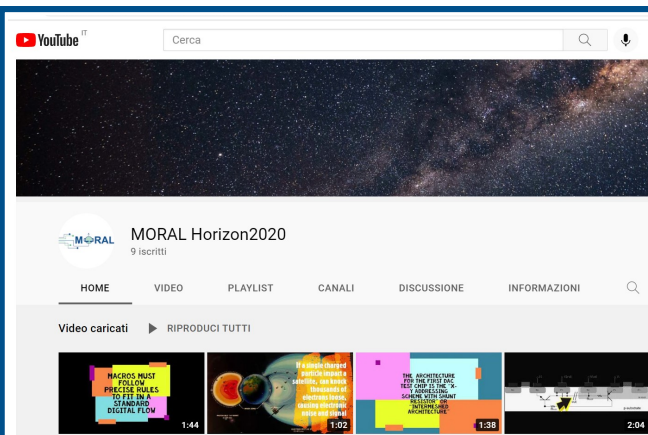 YouTube IT
Cerca
MORAL
MORAL Horizon2020
9 iscritti
HOME VIDEO PLAYLIST CANALI DISCUSSIONE INFORMAZIONI
Video caricati RIPRODUCI TUTTI
MACROS MUST
FOLLOW
PRECISE RULES
TO FIT IN A
STANDARD
DIGITAL FLOW
1:44
If a single charged
particle impact a
satellite, can knock
thousands of
electrons loose,
causing electronic
noise and signal
1:02
THE ARCHITECTURE
FOR THE FIRST DAC
TEST CHIP IS THE "X-
Y ADDRESSING
SCHEME WITH SHUNT
RESISTOR" OR
"INTERMESHED
ARCHITECTURE"
1:38
2:04